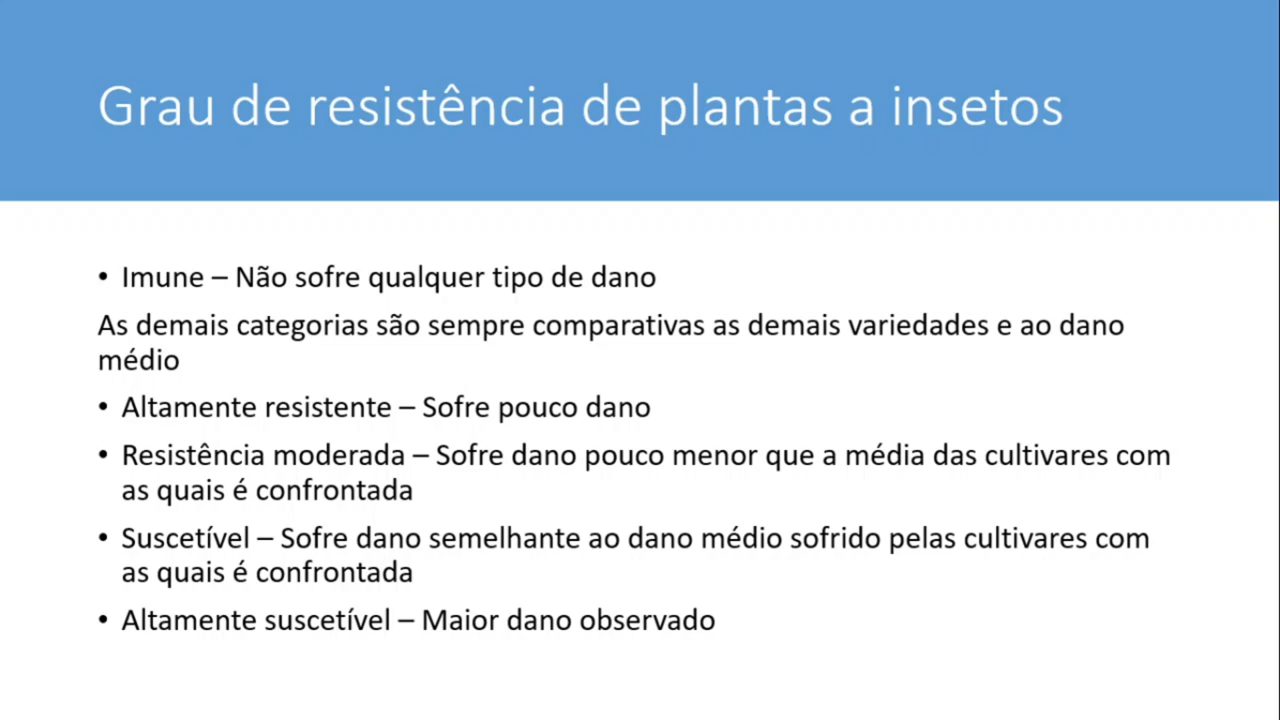 Grau de resistência de plantas a insetos
• Imune – Não sofre qualquer tipo de dano
As demais categorias são sempre comparativas as demais variedades e ao dano
médio
• Altamente resistente – Sofre pouco dano
• Resistência moderada – Sofre dano pouco menor que a média das cultivares com
as quais é confrontada
• Suscetível – Sofre dano semelhante ao dano médio sofrido pelas cultivares com
as quais é confrontada
• Altamente suscetível – Maior dano observado